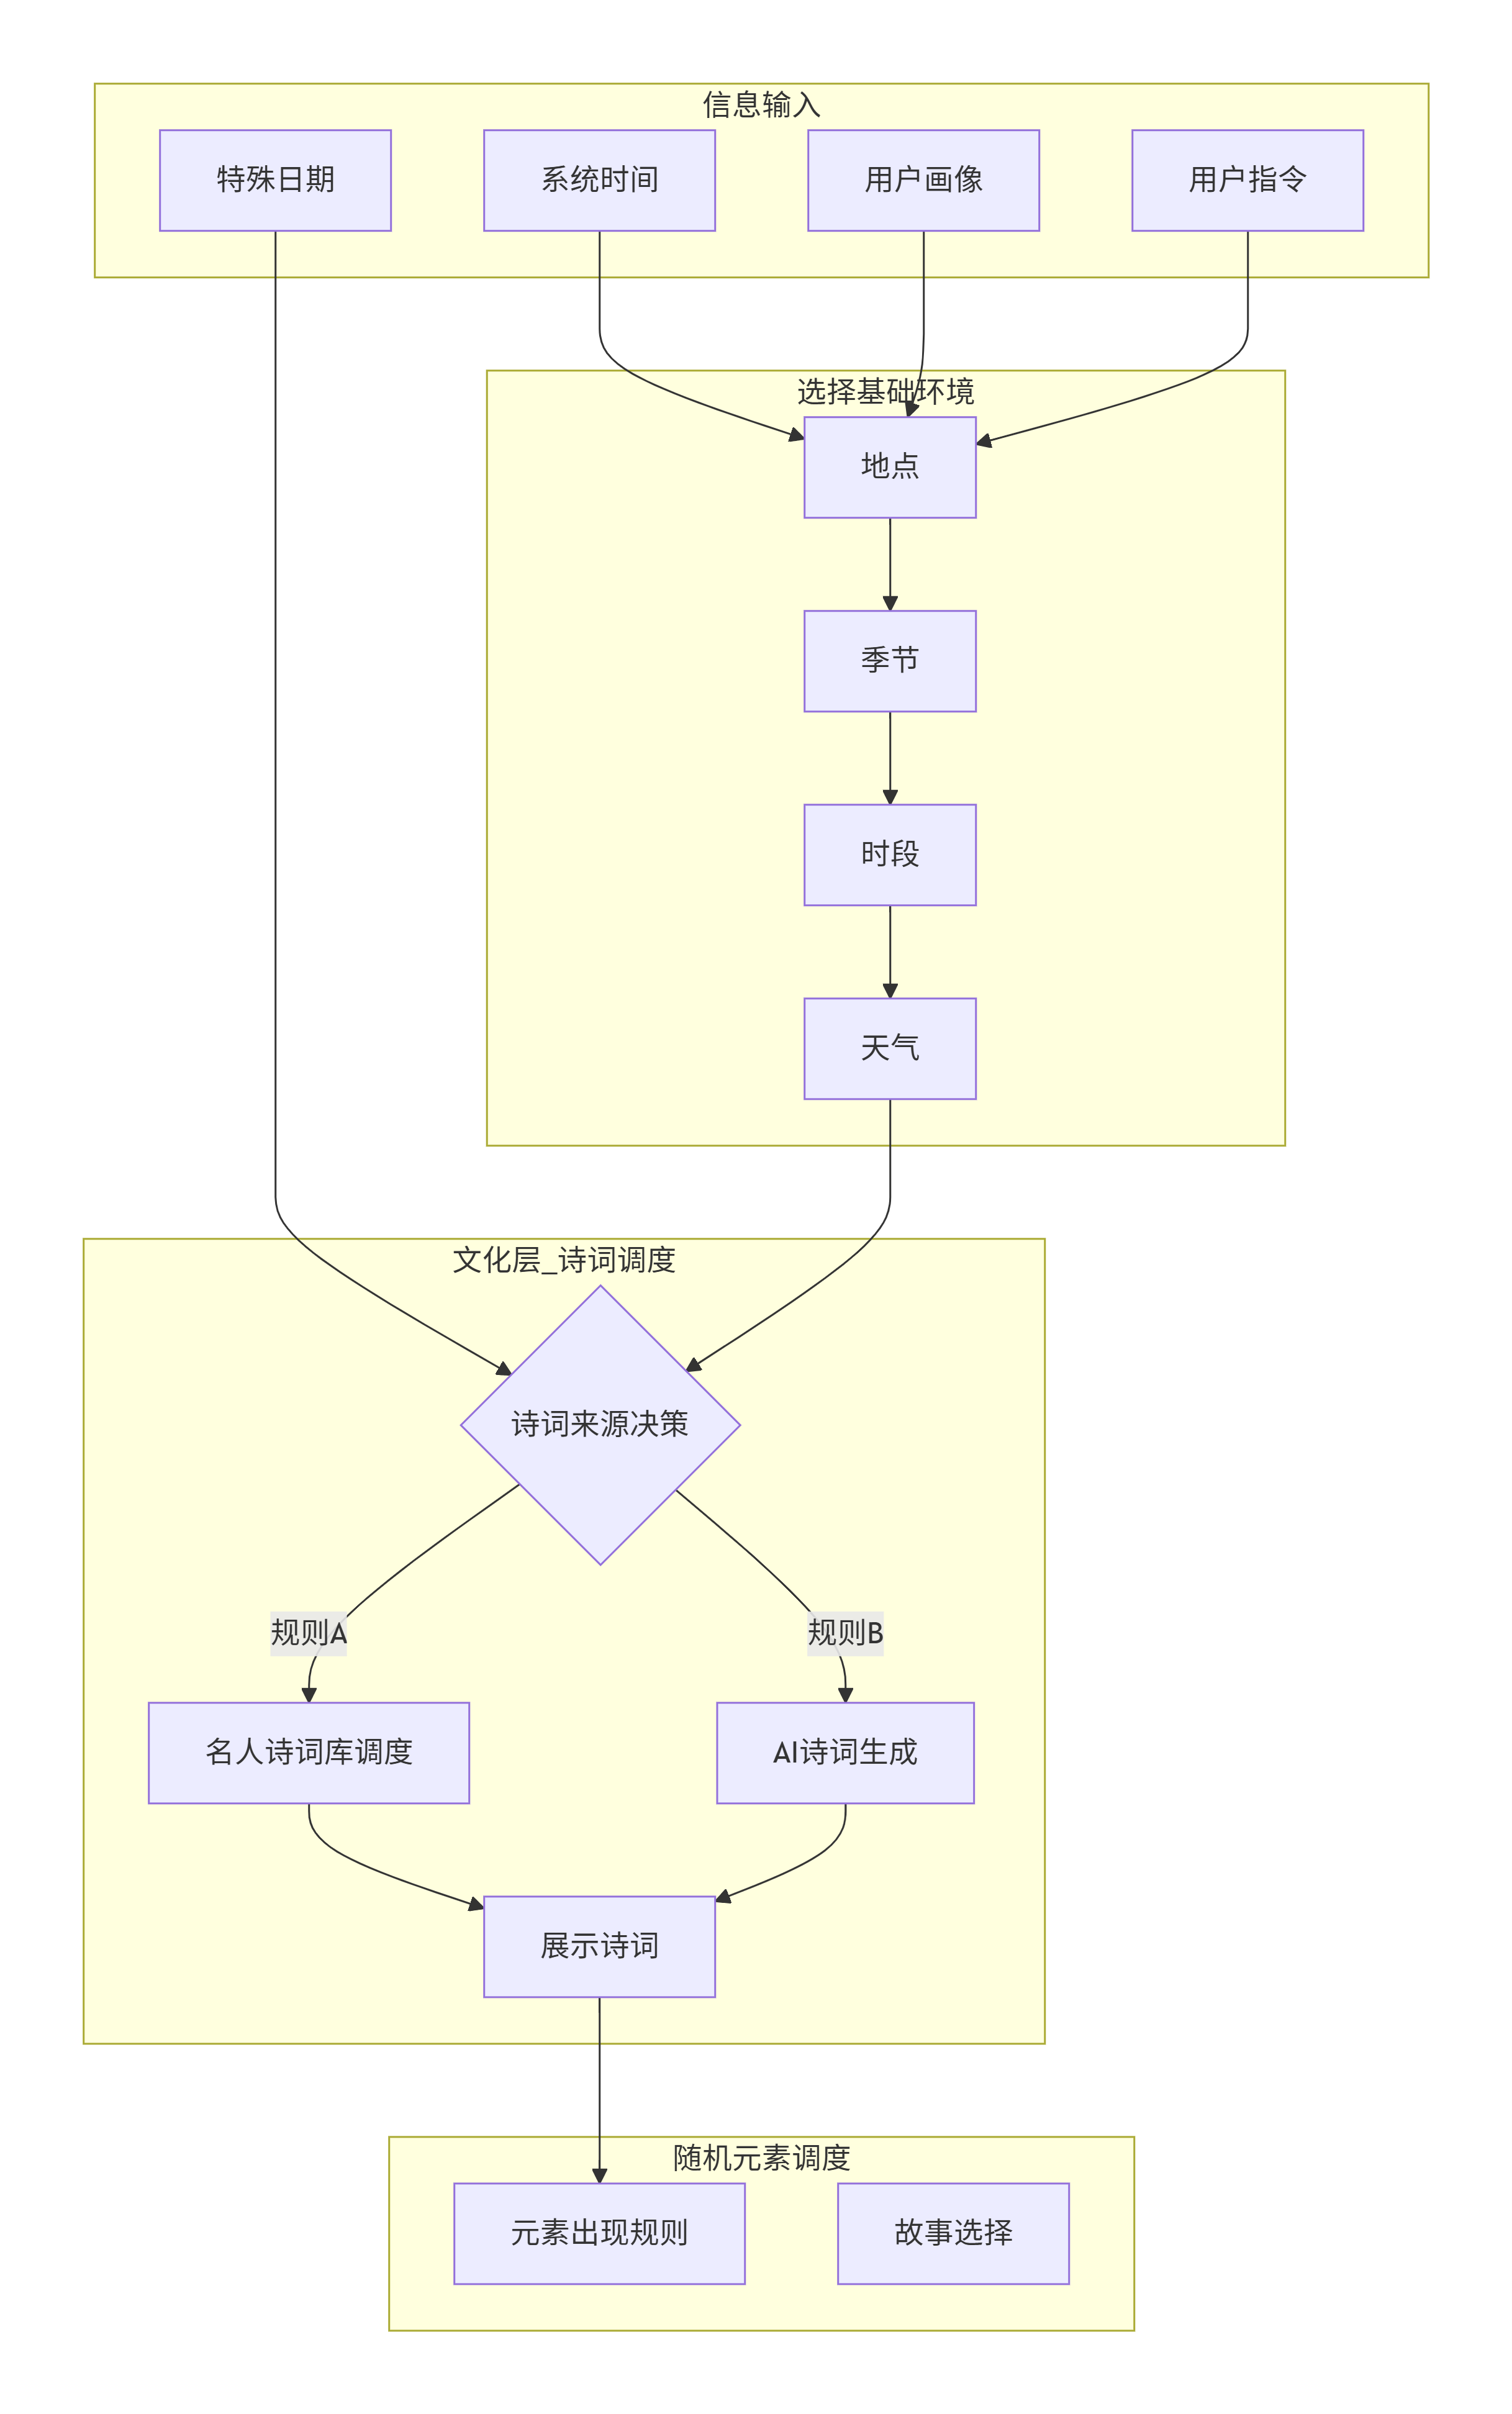 信息输入
特殊日期
系统时间
用户画像
用户指令
选择基础环境
地点
季节
时段
天气
文化层_诗词调度
诗词来源决策
规则A
规则B
名人诗词库调度
AI诗词生成
展示诗词
随机元素调度
元素出现规则
故事选择